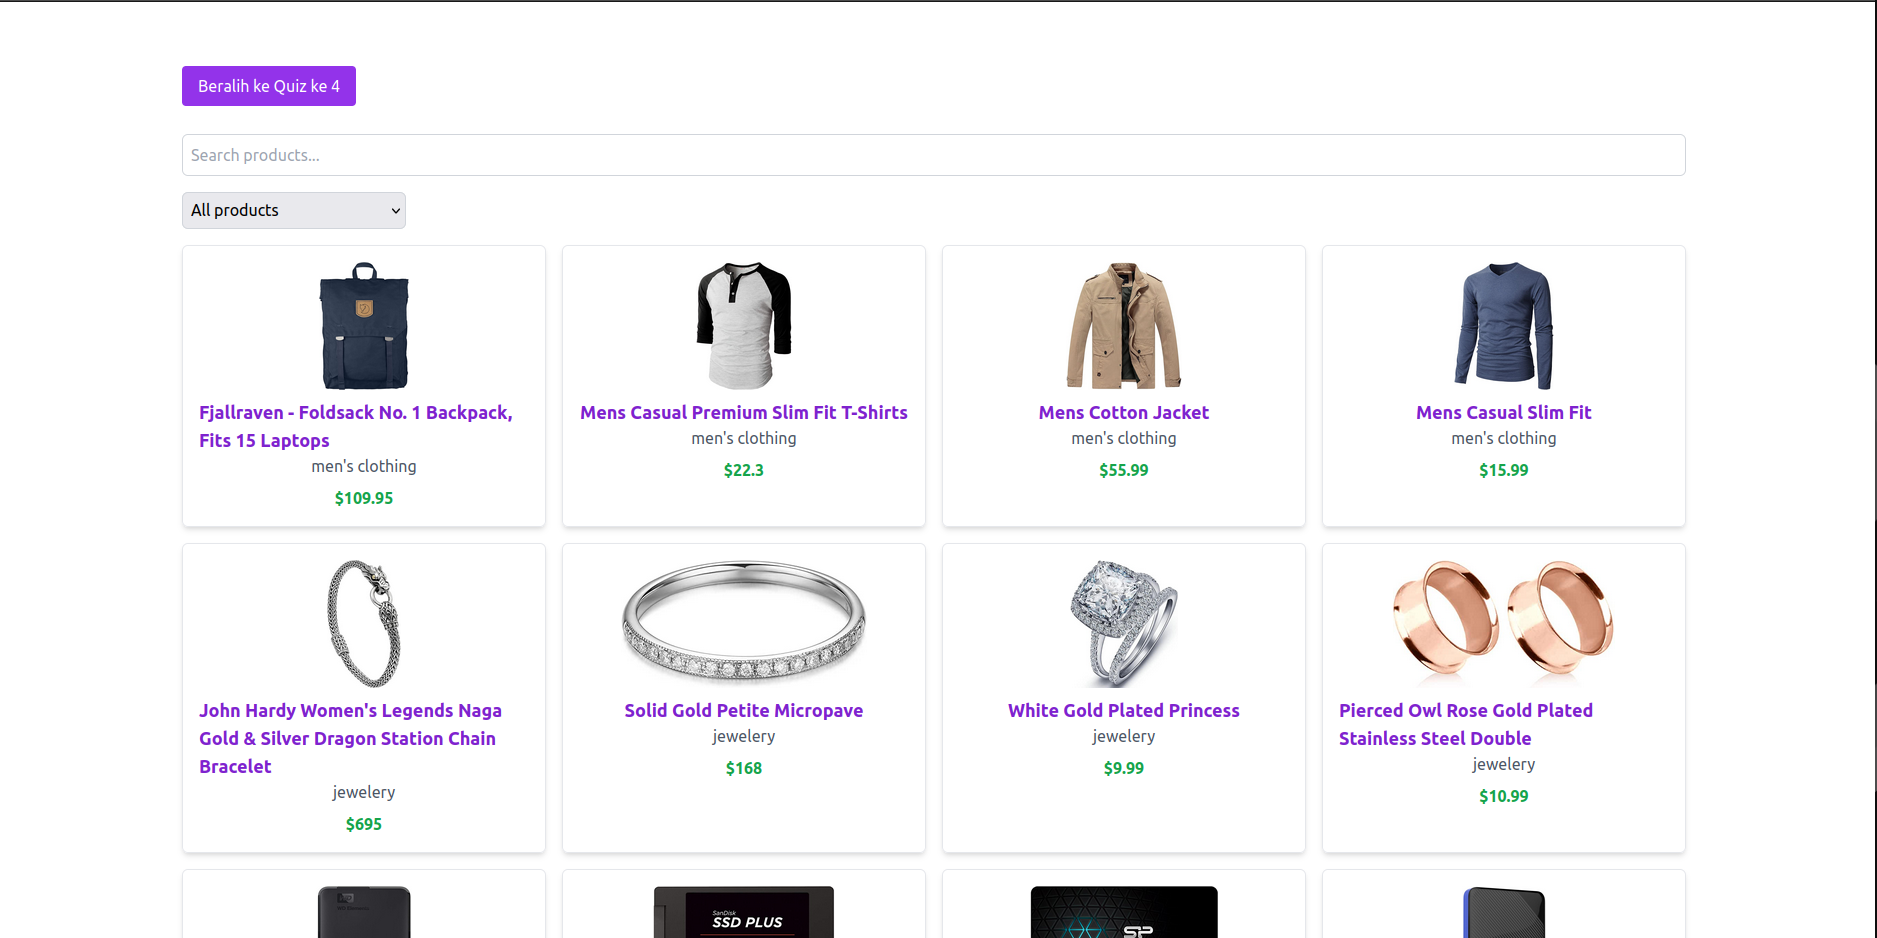 Beralih ke Quiz ke 4
Search products...
All products
Fjallraven - Foldsack No. 1 Backpack,
Fits 15 Laptops
men's clothing
$109.95
Mens Casual Premium Slim Fit T-Shirts
men's clothing
$22.3
Mens Cotton Jacket
men's clothing
$55.99
Mens Casual Slim Fit
men's clothing
$15.99
John Hardy Women's Legends Naga
Gold & Silver Dragon Station Chain
Bracelet
jewelery
$695
Solid Gold Petite Micropave
jewelery
$168
White Gold Plated Princess
jewelery
$9.99
Pierced Owl Rose Gold Plated
Stainless Steel Double
jewelery
$10.99
SanDisk
SSD PLUS
SP